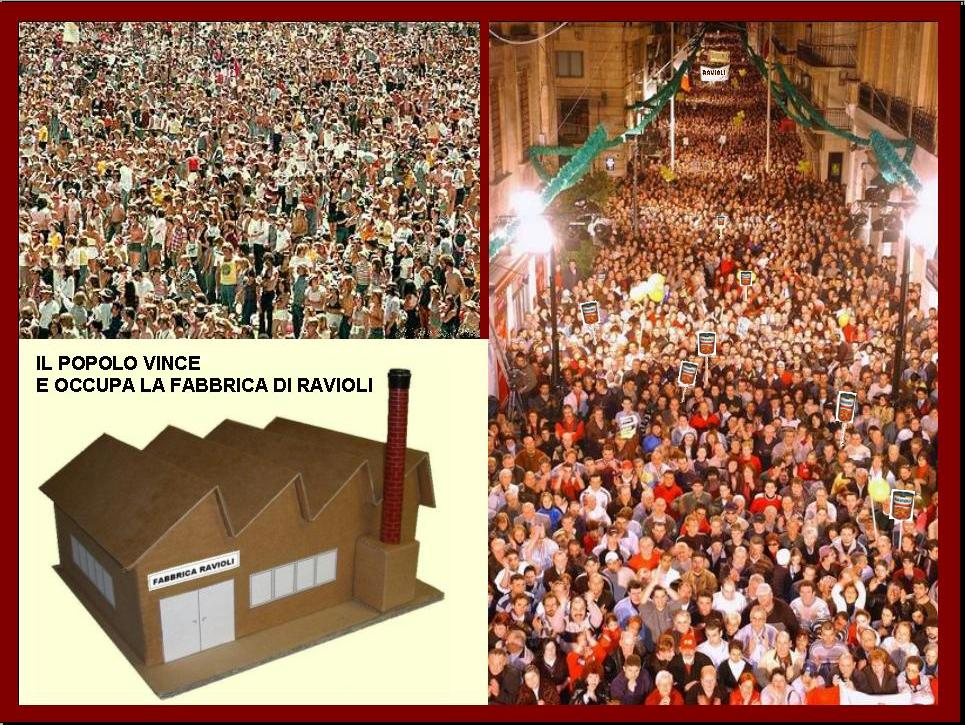 RAVIOLI
IL POPOLO VINCE
E OCCUPA LA FABBRICA DI RAVIOLI
FABBRICA RAVIOLI